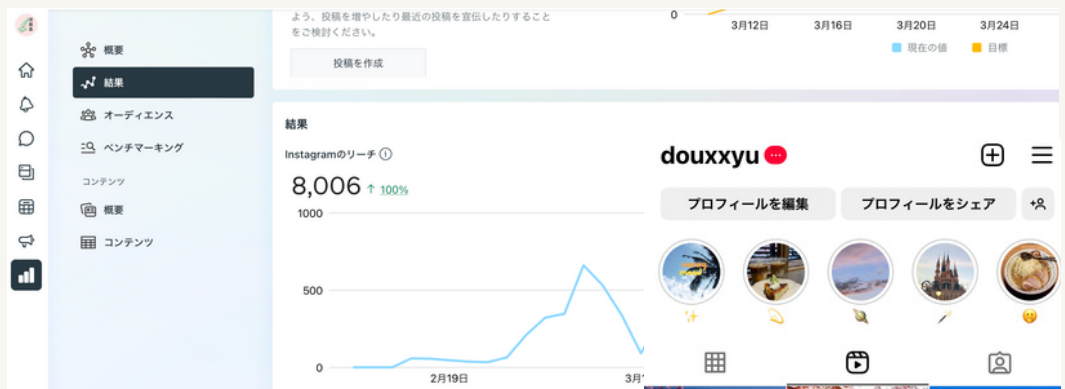 よう、投稿を増やしたり最近の投稿を宣伝したりすること
をご検討ください。
投稿を作成
0
3月12日
3月16日
3月20日
3月24日
現在の値
目標
概要
結果
オーディエンス
ベンチマーキング
コンテンツ
概要
コンテンツ
結果
Instagramのリーチ
8,006 ↑ 100%
1000
500
0
2月19日
douxxyu
プロフィールを編集
プロフィールをシェア